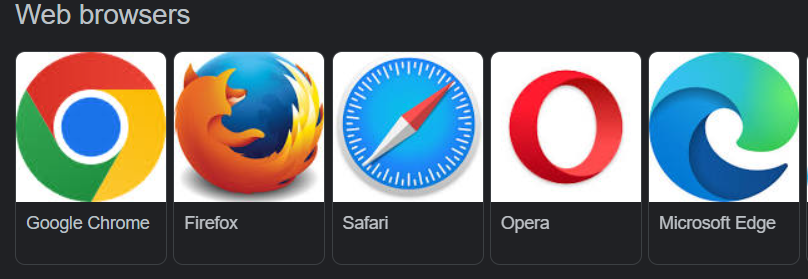 Web browsers
Google Chrome
Firefox
Safari
Opera
Microsoft Edge